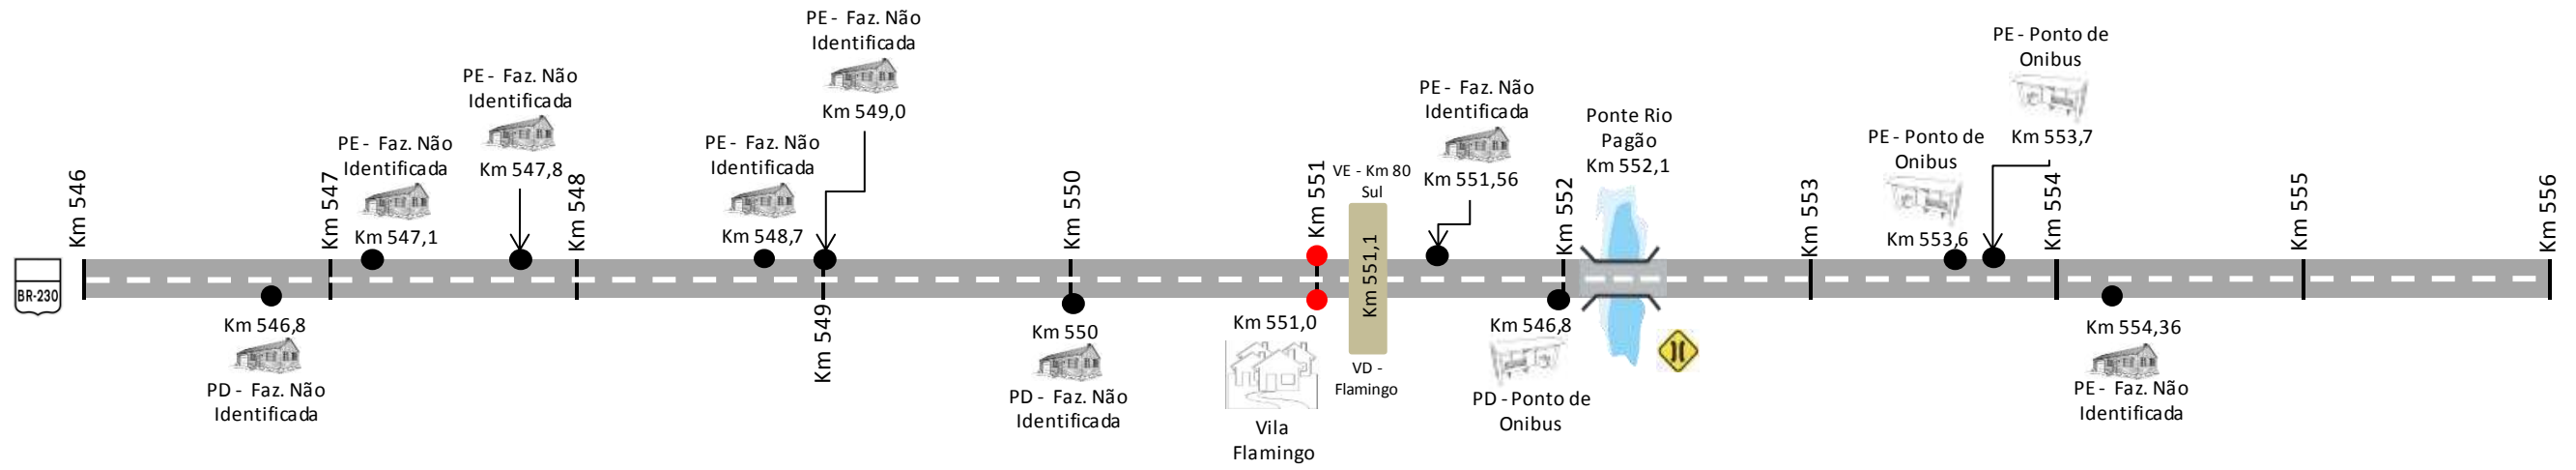 PE - Faz. Não
Identificada
Km 549,0
PE - Ponto de
Onibus
Km 553,7
PE - Faz. Não
Identificada
Km 547,8
PE - Faz. Não
Identificada
Km 551,56
Ponte Rio
Pagão
Km 552,1
PE - Faz. Não
Identificada
Km 547,1
PE - Faz. Não
Identificada
Km 548,7
PE - Ponto de
Onibus
Km 553,6
VE - Km 80
Sul
Km 551,1
VD -
Flamingo
Km 546
Km 547
Km 548
Km 549
Km 550
Km 551
Km 552
Km 553
Km 554
Km 555
Km 556
BR-230
Km 546,8
PD - Faz. Não
Identificada
Km 550
PD - Faz. Não
Identificada
Km 551,0
Vila
Flamingo
Km 546,8
PD - Ponto de
Onibus
Km 554,36
PE - Faz. Não
Identificada